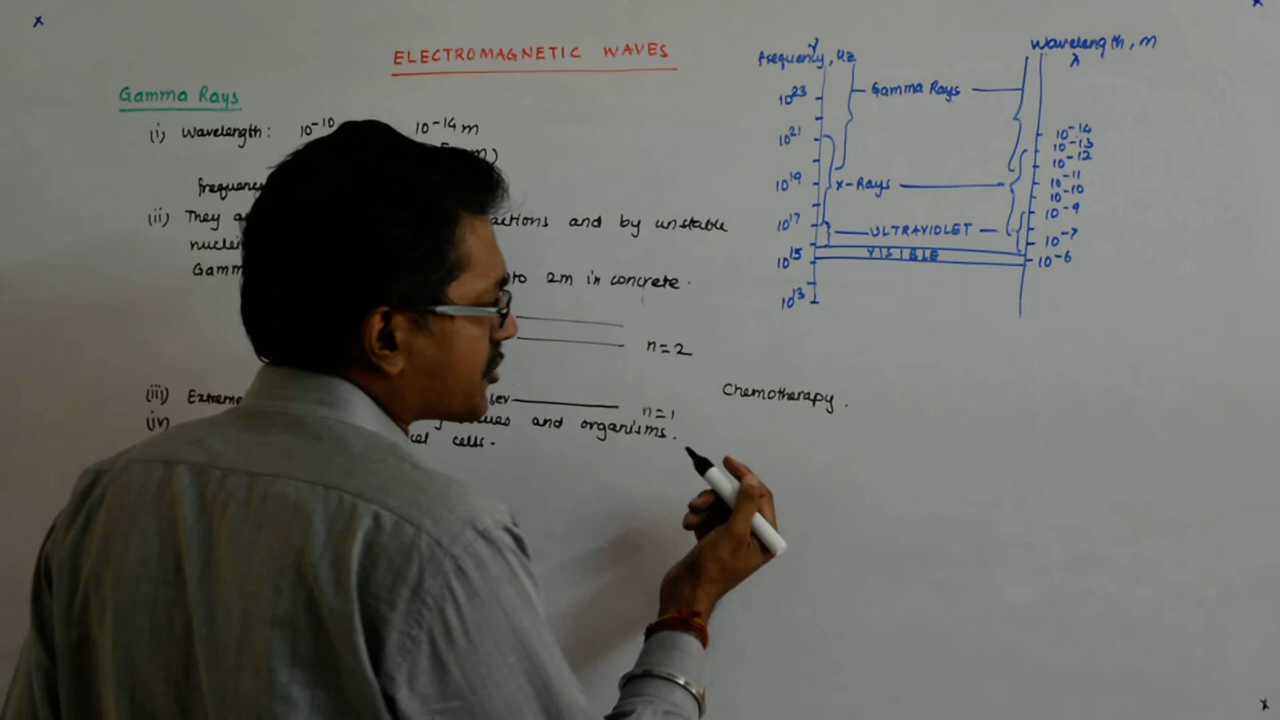 ELECTROMAGNETIC WAVES
Gamma Rays
(i) Wavelength: 10⁻¹⁰ 10⁻¹⁴ m
m)
frequency
(ii) They actions and by unstable
nuclei
Gamm to 2m in concrete.
n=2
(iii) Extreme
n=1
(iv) and organisms.
cells.
Chemotherapy.
Frequency, Hz
ν
10²³
10²¹
10¹⁹
10¹⁷
10¹⁵
10¹³
Gamma Rays
X-Rays
ULTRAVIOLET
VISIBLE
Wavelength, m
λ
10⁻¹⁴
10⁻¹³
10⁻¹²
10⁻¹¹
10⁻¹⁰
10⁻⁹
10⁻⁷
10⁻⁶